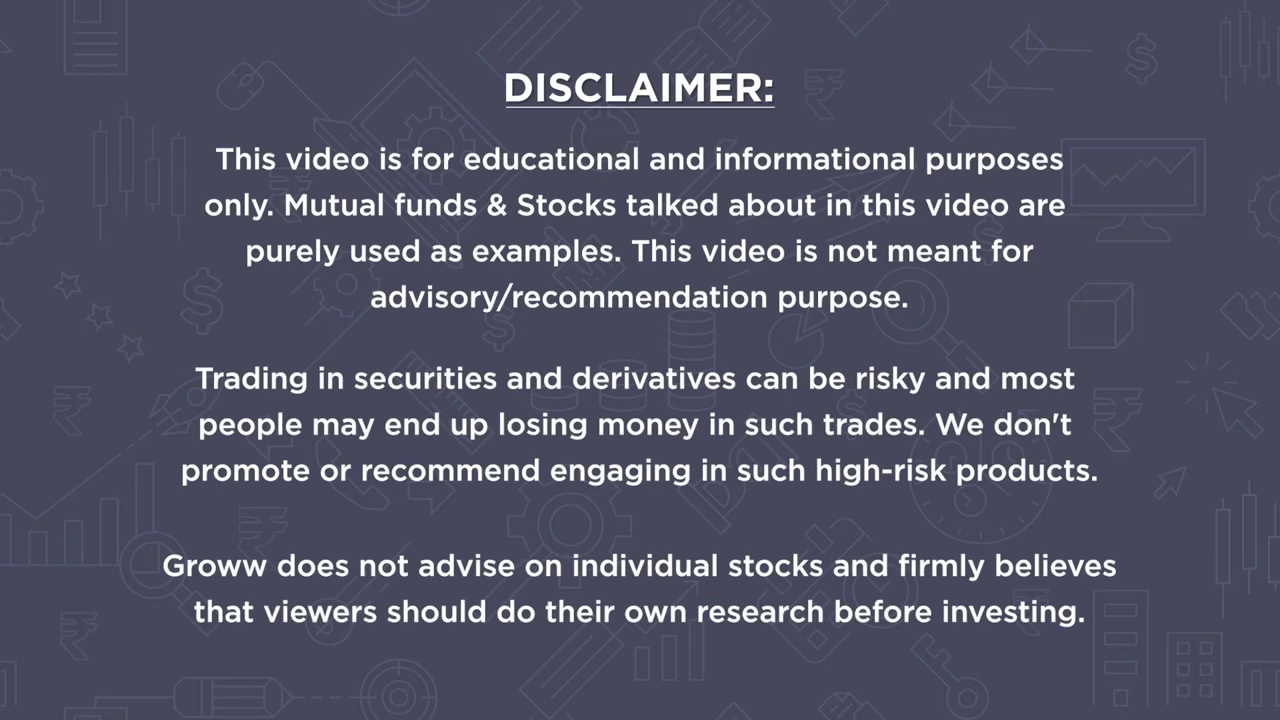 DISCLAIMER:
This video is for educational and informational purposes
only. Mutual funds & Stocks talked about in this video are
purely used as examples. This video is not meant for
advisory/recommendation purpose.
Trading in securities and derivatives can be risky and most
people may end up losing money in such trades. We don't
promote or recommend engaging in such high-risk products.
Groww does not advise on individual stocks and firmly believes
that viewers should do their own research before investing.